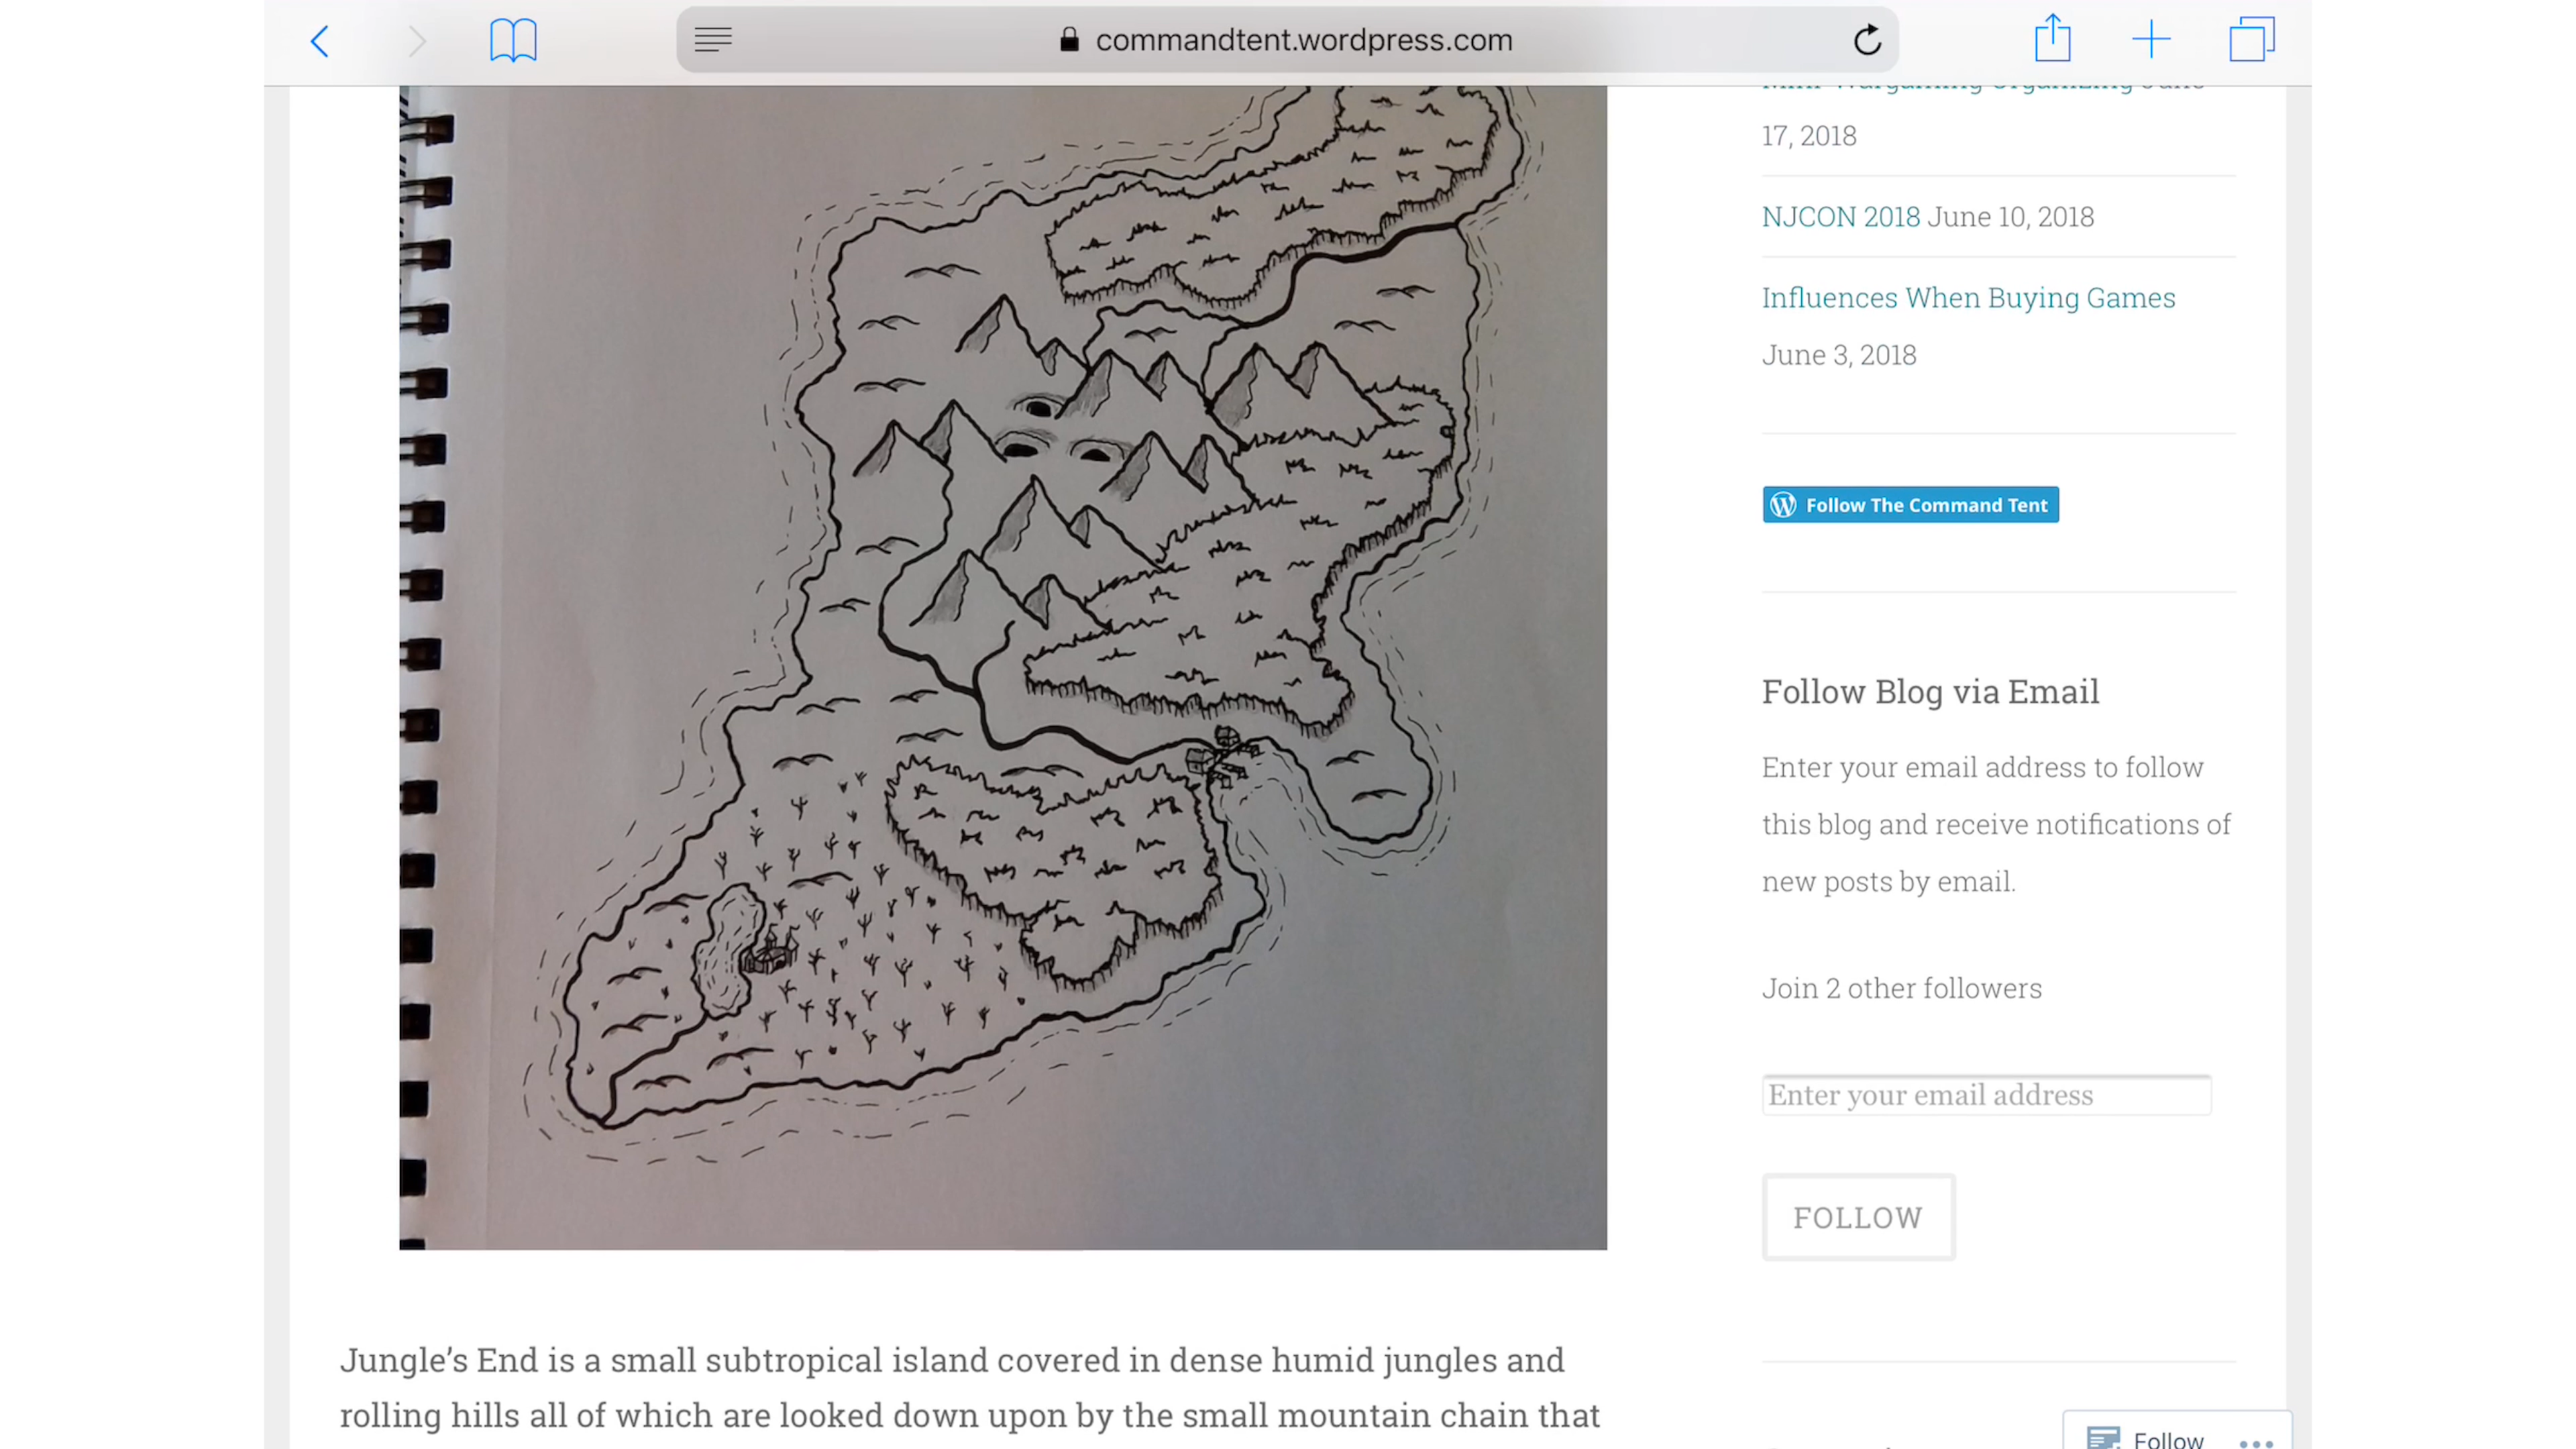 commandtent.wordpress.com
17, 2018
NJCON 2018 June 10, 2018
Influences When Buying Games
June 3, 2018
Follow The Command Tent
Follow Blog via Email
Enter your email address to follow
this blog and receive notifications of
new posts by email.
Join 2 other followers
Enter your email address
FOLLOW
Jungle's End is a small subtropical island covered in dense humid jungles and
rolling hills all of which are looked down upon by the small mountain chain that
Follow